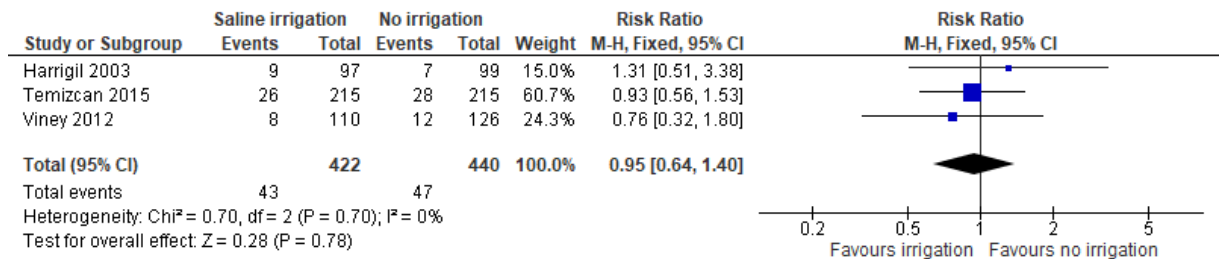 Saline irrigation No irrigation Risk Ratio Risk Ratio
Study or Subgroup Events Total Events Total Weight M-H, Fixed, 95% CI M-H, Fixed, 95% CI
Harrigil 2003 9 97 7 99 15.0% 1.31 [0.51, 3.38]
Temizcan 2015 26 215 28 215 60.7% 0.93 [0.56, 1.53]
Viney 2012 8 110 12 126 24.3% 0.76 [0.32, 1.80]
Total (95% CI) 422 440 100.0% 0.95 [0.64, 1.40]
Total events 43 47
Heterogeneity: Chi² = 0.70, df = 2 (P = 0.70); I² = 0%
Test for overall effect: Z = 0.28 (P = 0.78)
0.2 0.5 1 2 5
Favours irrigation Favours no irrigation